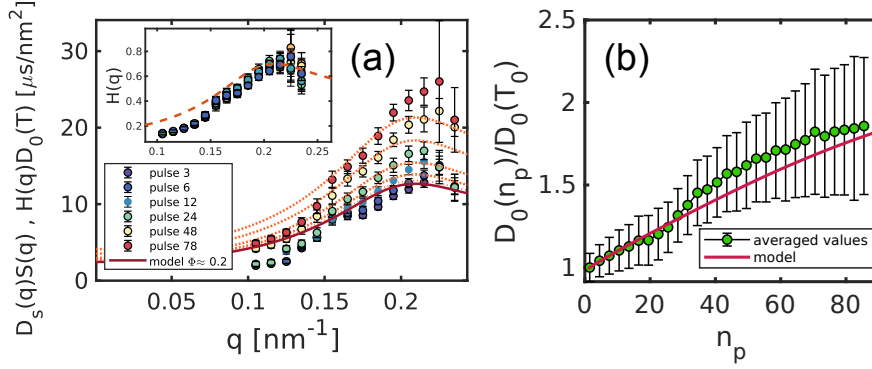 (a)
D_s(q)S(q) , H(q)D_0(T) [μs/nm²]
30
20
10
0
0.05
0.1
0.15
0.2
q [nm⁻¹]
H(q)
0.8
0.6
0.4
0.2
0.1
0.15
0.2
0.25
pulse 3
pulse 6
pulse 12
pulse 24
pulse 48
pulse 78
model Φ≈ 0.2
(b)
D_0(n_p)/D_0(T_0)
2.5
2
1.5
1
0
20
40
60
80
n_p
averaged values
model